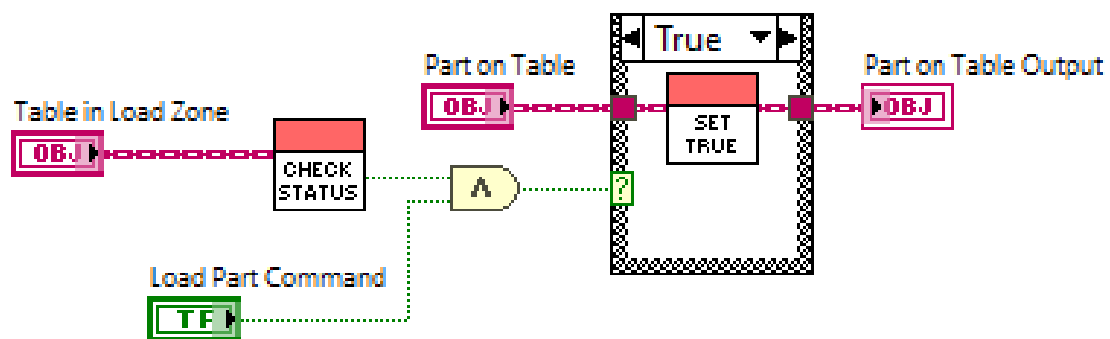 True
Part on Table
Part on Table Output
OBJ
OBJ
SET
TRUE
Table in Load Zone
OBJ
CHECK
STATUS
?
Load Part Command
TF